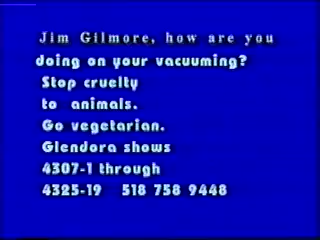 Jim Gilmore, how are you
doing on your vacuuming?
Stop cruelty
to animals.
Go vegetarian.
Glendora shows
4307-1 through
4325-19 518 758 9448